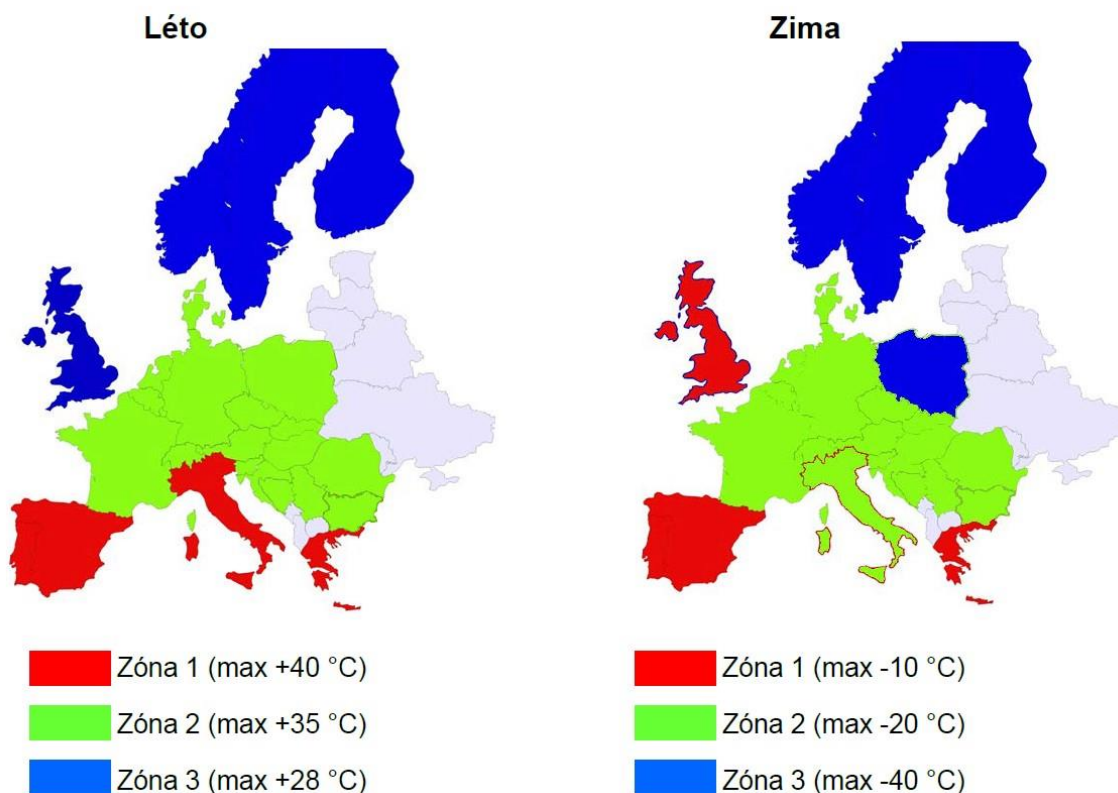 Léto
Zima
Zóna 1 (max +40 °C)
Zóna 2 (max +35 °C)
Zóna 3 (max +28 °C)
Zóna 1 (max -10 °C)
Zóna 2 (max -20 °C)
Zóna 3 (max -40 °C)